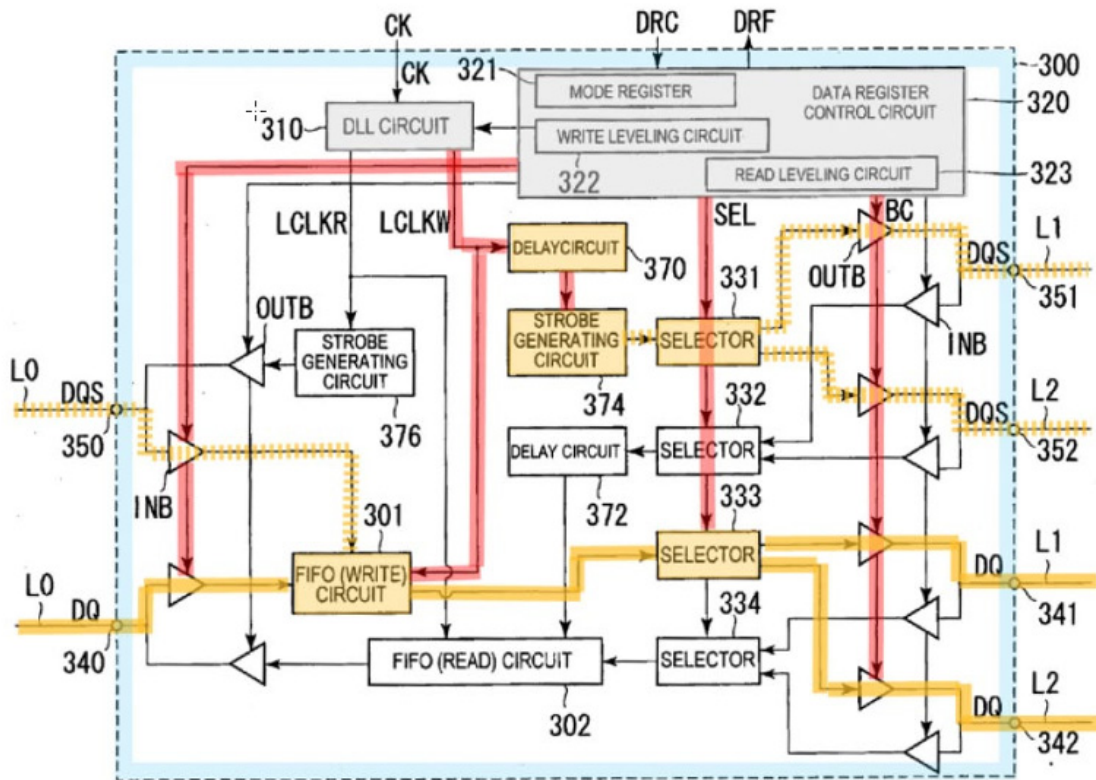 CK
DRC
DRF
300
CK
321
MODE REGISTER
DATA REGISTER
CONTROL CIRCUIT
320
310
DLL CIRCUIT
WRITE LEVELING CIRCUIT
322
READ LEVELING CIRCUIT
323
LCLKR
LCLKW
SEL
BC
DELAYCIRCUIT
370
OUTB
DQS
L1
351
331
OUTB
STROBE
GENERATING
CIRCUIT
376
STROBE
GENERATING
CIRCUIT
374
SELECTOR
INB
L0
DQS
350
332
DQS
L2
352
DELAY CIRCUIT
372
SELECTOR
INB
301
333
FIFO (WRITE)
CIRCUIT
SELECTOR
L1
DQ
341
L0
DQ
340
334
FIFO (READ) CIRCUIT
302
SELECTOR
L2
DQ
342